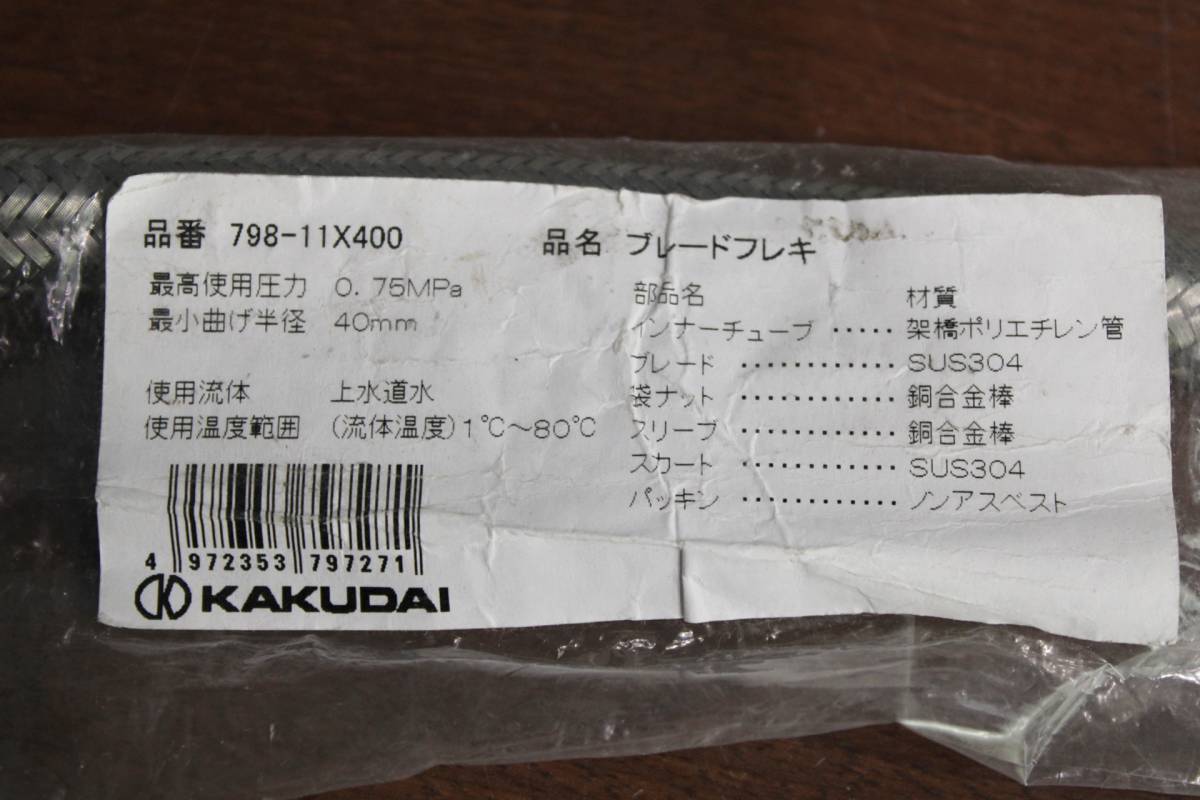 品番 798-11X400
最高使用圧力 0.75MPa
最小曲げ半径 40mm
使用流体 上水道水
使用温度範囲 (流体温度)1℃～80℃
4 972353 797271
KAKUDAI
品名 ブレードフレキ
部品名 材質
インナーチューブ ····· 架橋ポリエチレン管
ブレード ············ SUS304
袋ナット ············ 銅合金棒
スリーブ ············ 銅合金棒
スカート ············ SUS304
パッキン ············ ノンアスベスト